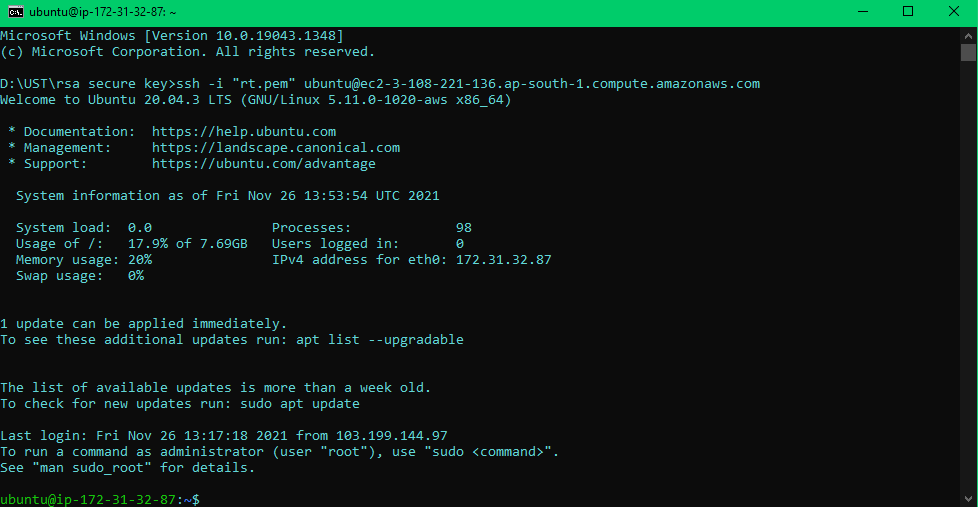 ubuntu@ip-172-31-32-87: ~
Microsoft Windows [Version 10.0.19043.1348]
(c) Microsoft Corporation. All rights reserved.
D:\UST\rsa secure key>ssh -i "rt.pem" ubuntu@ec2-3-108-221-136.ap-south-1.compute.amazonaws.com
Welcome to Ubuntu 20.04.3 LTS (GNU/Linux 5.11.0-1020-aws x86_64)
* Documentation:  https://help.ubuntu.com
* Management:     https://landscape.canonical.com
* Support:        https://ubuntu.com/advantage
System information as of Fri Nov 26 13:53:54 UTC 2021
System load:  0.0               Processes:             98
Usage of /:   17.9% of 7.69GB   Users logged in:       0
Memory usage: 20%               IPv4 address for eth0: 172.31.32.87
Swap usage:   0%
1 update can be applied immediately.
To see these additional updates run: apt list --upgradable
The list of available updates is more than a week old.
To check for new updates run: sudo apt update
Last login: Fri Nov 26 13:17:18 2021 from 103.199.144.97
To run a command as administrator (user "root"), use "sudo <command>".
See "man sudo_root" for details.
ubuntu@ip-172-31-32-87:~$